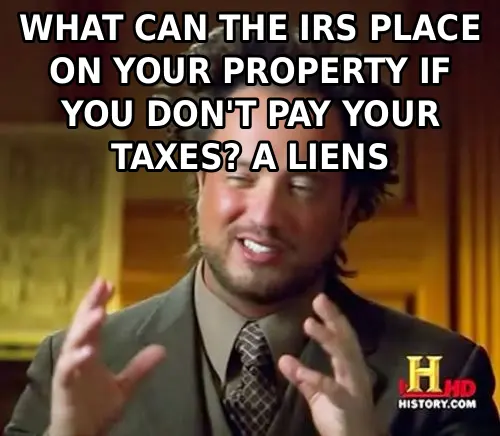 WHAT CAN THE IRS PLACE
ON YOUR PROPERTY IF
YOU DON'T PAY YOUR
TAXES? A LIENS
H HD
HISTORY.COM